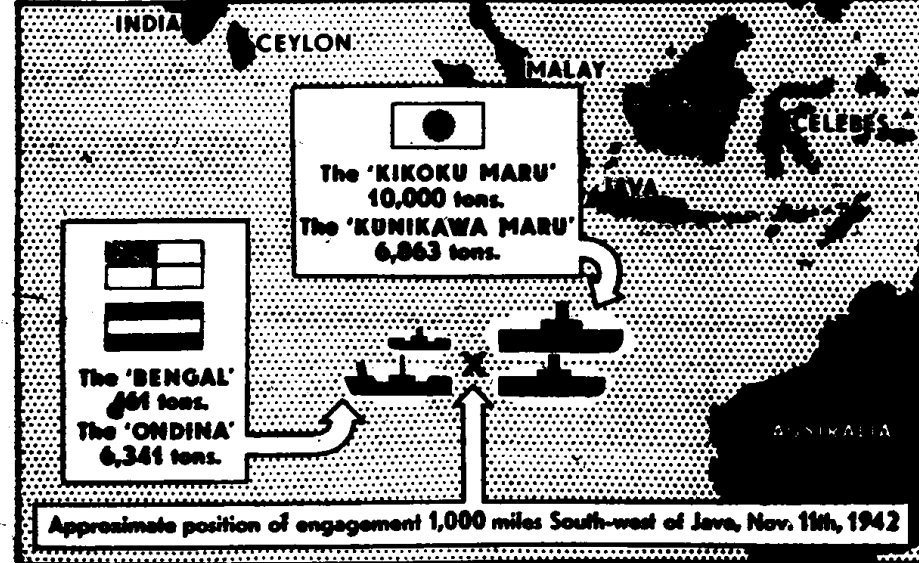 INDIA
CEYLON
MALAY
CELEBES
JAVA
The 'KIKOKU MARU'
10,000 tons.
The 'KUNIKAWA MARU'
6,863 tons.
The 'BENGAL'
tons.
The 'ONDINA'
6,341 tons.
X
AUSTRALIA
Approximate position of engagement 1,000 miles South-west of Java, Nov. 11th, 1942